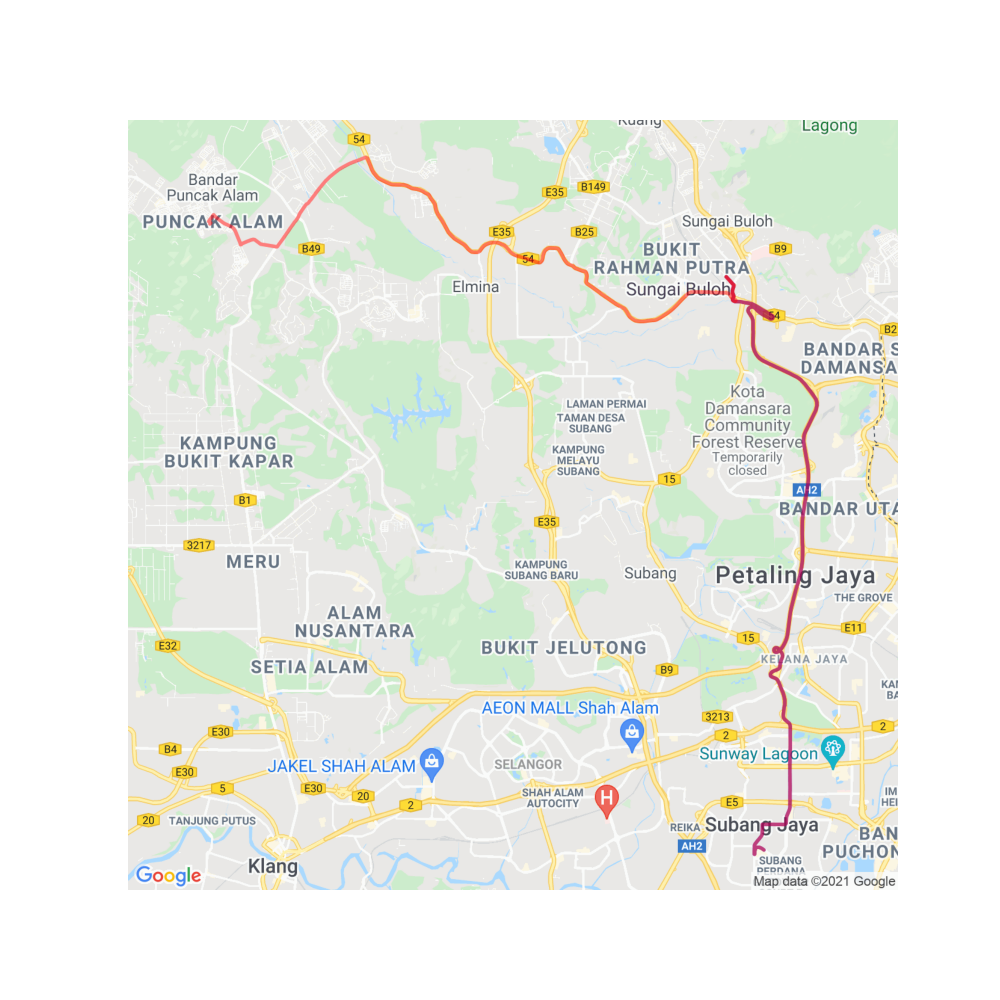 Kuang
Lagong
54
Bandar
Puncak Alam
E35
B149
PUNCAK ALAM
Sungai Buloh
E35
B25
B49
BUKIT
RAHMAN PUTRA
B9
54
Elmina
Sungai Buloh
54
B2
BANDAR S
DAMANSA
Kota
Damansara
Community
Forest Reserve
Temporarily
closed
LAMAN PERMAI
TAMAN DESA
SUBANG
KAMPUNG
MELAYU
SUBANG
KAMPUNG
BUKIT KAPAR
15
AH2
B1
BANDAR UTA
E35
3217
MERU
KAMPUNG
SUBANG BARU
Subang
Petaling Jaya
THE GROVE
ALAM
NUSANTARA
E11
15
E32
BUKIT JELUTONG
KELANA JAYA
SETIA ALAM
B9
KAM
BA
AEON MALL Shah Alam
3213
2
2
E30
B4
Sunway Lagoon
JAKEL SHAH ALAM
SELANGOR
E30
5
E30
20
2
SHAH ALAM
AUTOCITY
H
E5
IM
HEI
20
TANJUNG PUTUS
REIKA
Subang Jaya
BAN
PUCHON
AH2
Klang
SUBANG
PERDANA
Google
Map data ©2021 Google